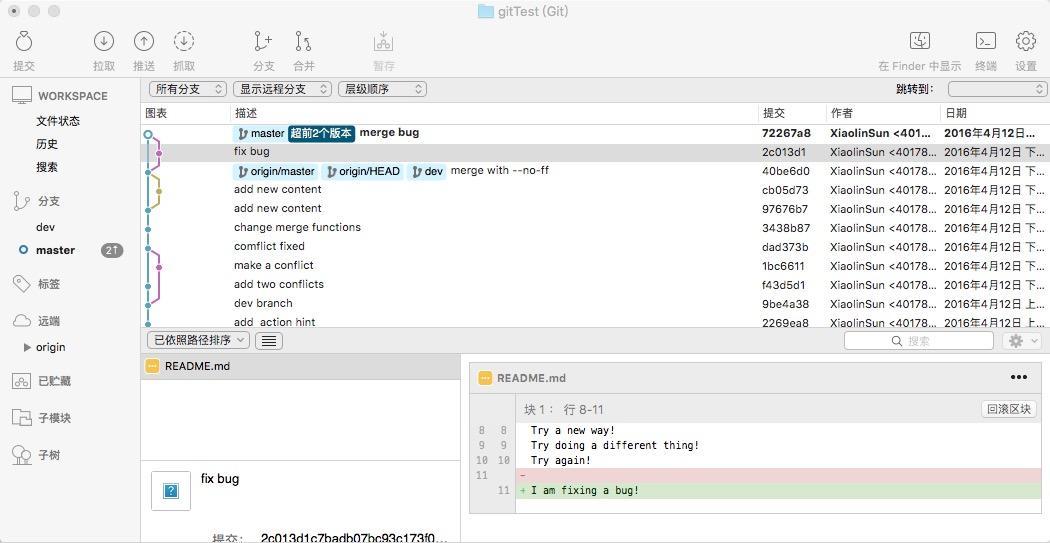 gitTest (Git)
提交 拉取 推送 抓取 分支 合并 暂存 在 Finder 中显示 终端 设置
WORKSPACE
文件状态
历史
搜索
分支
dev
master 2↑
标签
远端
origin
已贮藏
子模块
子树
所有分支 显示远程分支 层级顺序 跳转到:
图表 描述 提交 作者 日期
master 超前2个版本 merge bug 72267a8 XiaolinSun <401... 2016年4月12日...
fix bug 2c013d1 XiaolinSun <40178... 2016年4月12日 下...
origin/master origin/HEAD dev merge with --no-ff 40be6d0 XiaolinSun <40178... 2016年4月12日 下...
add new content cb05d73 XiaolinSun <40178... 2016年4月12日 下...
add new content 97676b7 XiaolinSun <40178... 2016年4月12日 下...
change merge functions 3438b87 XiaolinSun <40178... 2016年4月12日 下...
comflict fixed dad373b XiaolinSun <40178... 2016年4月12日 下...
make a conflict 1bc6611 XiaolinSun <40178... 2016年4月12日 下...
add two conflicts f43d5d1 XiaolinSun <40178... 2016年4月12日 下...
dev branch 9be4a38 XiaolinSun <40178... 2016年4月12日 上...
add action hint 2269ea8 XiaolinSun <40178... 2016年4月12日 上...
已依照路径排序 搜索
README.md
fix bug
提交: 2c013d1c7badb07bc93c173f0...
README.md •••
块 1： 行 8-11 回滚区块
8 8 Try a new way!
9 9 Try doing a different thing!
10 10 Try again!
11 -
11 + I am fixing a bug!